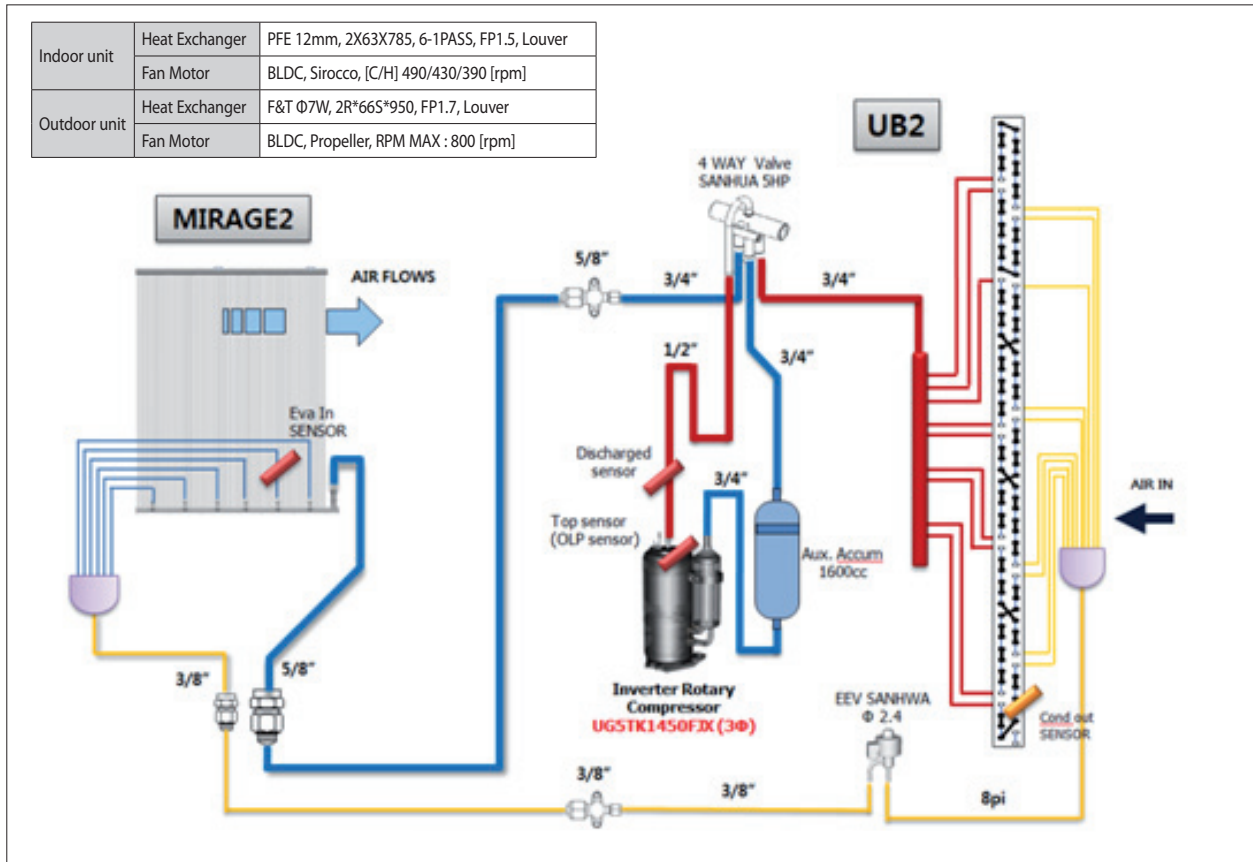 Indoor unit
Heat Exchanger
PFE 12mm, 2X63X785, 6-1PASS, FP1.5, Louver
Fan Motor
BLDC, Sirocco, [C/H] 490/430/390 [rpm]
Outdoor unit
Heat Exchanger
F&T Φ7W, 2R*66S*950, FP1.7, Louver
Fan Motor
BLDC, Propeller, RPM MAX : 800 [rpm]
UB2
4 WAY Valve
SANHUA 5HP
MIRAGE2
AIR FLOWS
5/8"
3/4"
3/4"
1/2"
3/4"
Eva In
SENSOR
Discharged
sensor
3/4"
Top sensor
(OLP sensor)
Aux. Accum
1600cc
AIR IN
3/8"
5/8"
Inverter Rotary
Compressor
UG5TK1450FJX (3Φ)
EEV SANHWA
Φ 2.4
Cond out
SENSOR
3/8"
3/8"
8pi